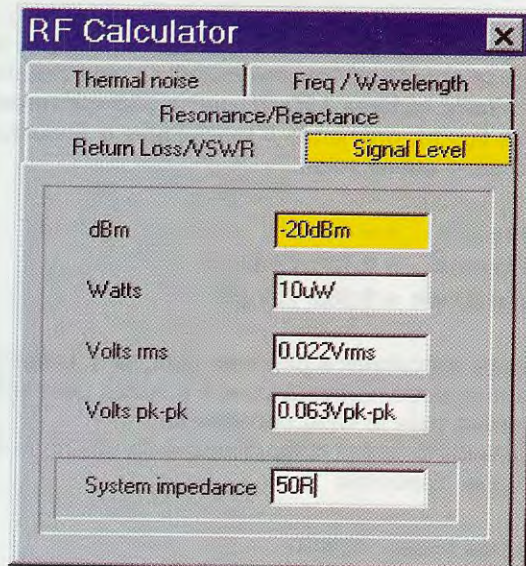 RF Calculator
Thermal noise
Freq / Wavelength
Resonance/Reactance
Return Loss/VSWR
Signal Level
dBm
-20dBm
Watts
10uW
Volts rms
0.022Vrms
Volts pk-pk
0.063Vpk-pk
System impedance
50R